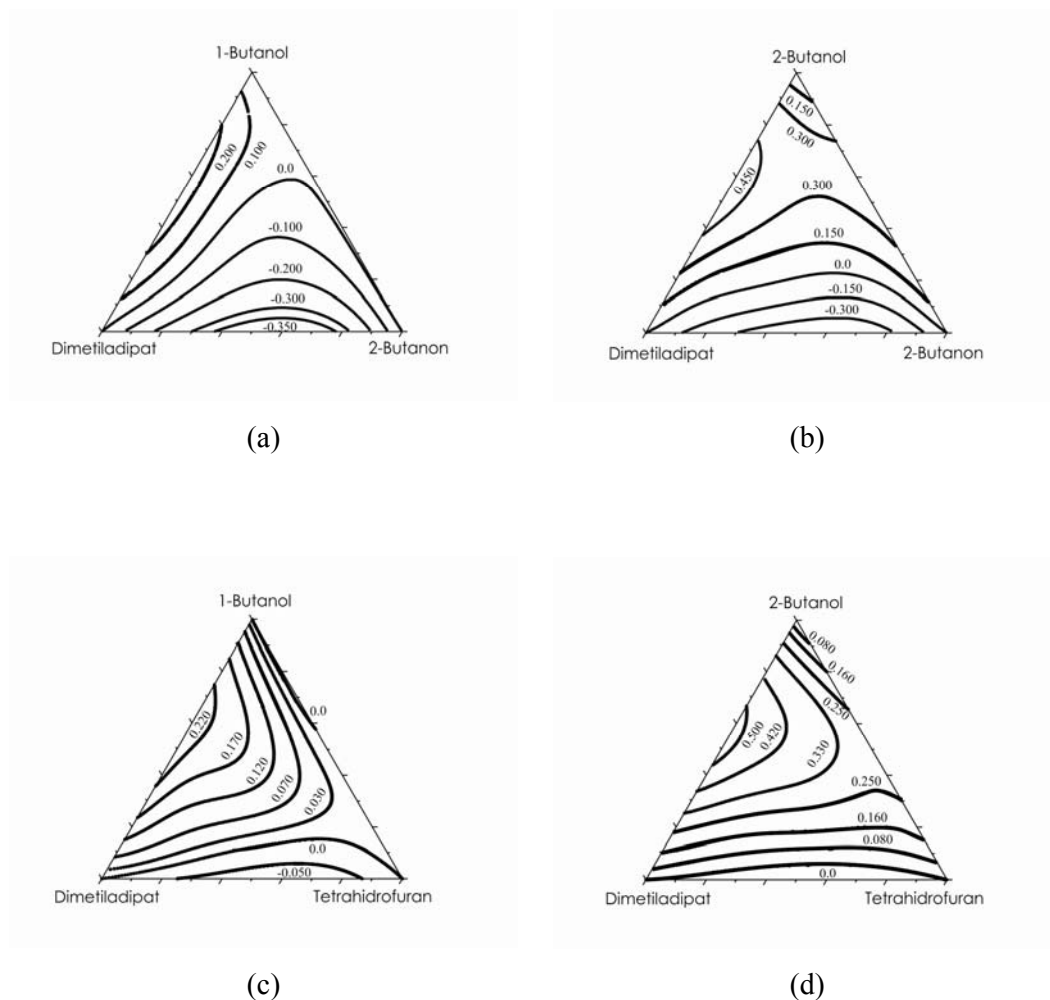 1-Butanol
0.200
0.100
0.0
-0.100
-0.200
-0.300
-0.350
Dimetiladipat
2-Butanon
(a)
2-Butanol
0.150
0.300
0.450
0.300
0.150
0.0
-0.150
-0.300
Dimetiladipat
2-Butanon
(b)
1-Butanol
0.0
0.220
0.170
0.120
0.070
0.030
0.0
-0.050
Dimetiladipat
Tetrahidrofuran
(c)
2-Butanol
0.080
0.160
0.250
0.500
0.420
0.330
0.250
0.160
0.080
0.0
Dimetiladipat
Tetrahidrofuran
(d)